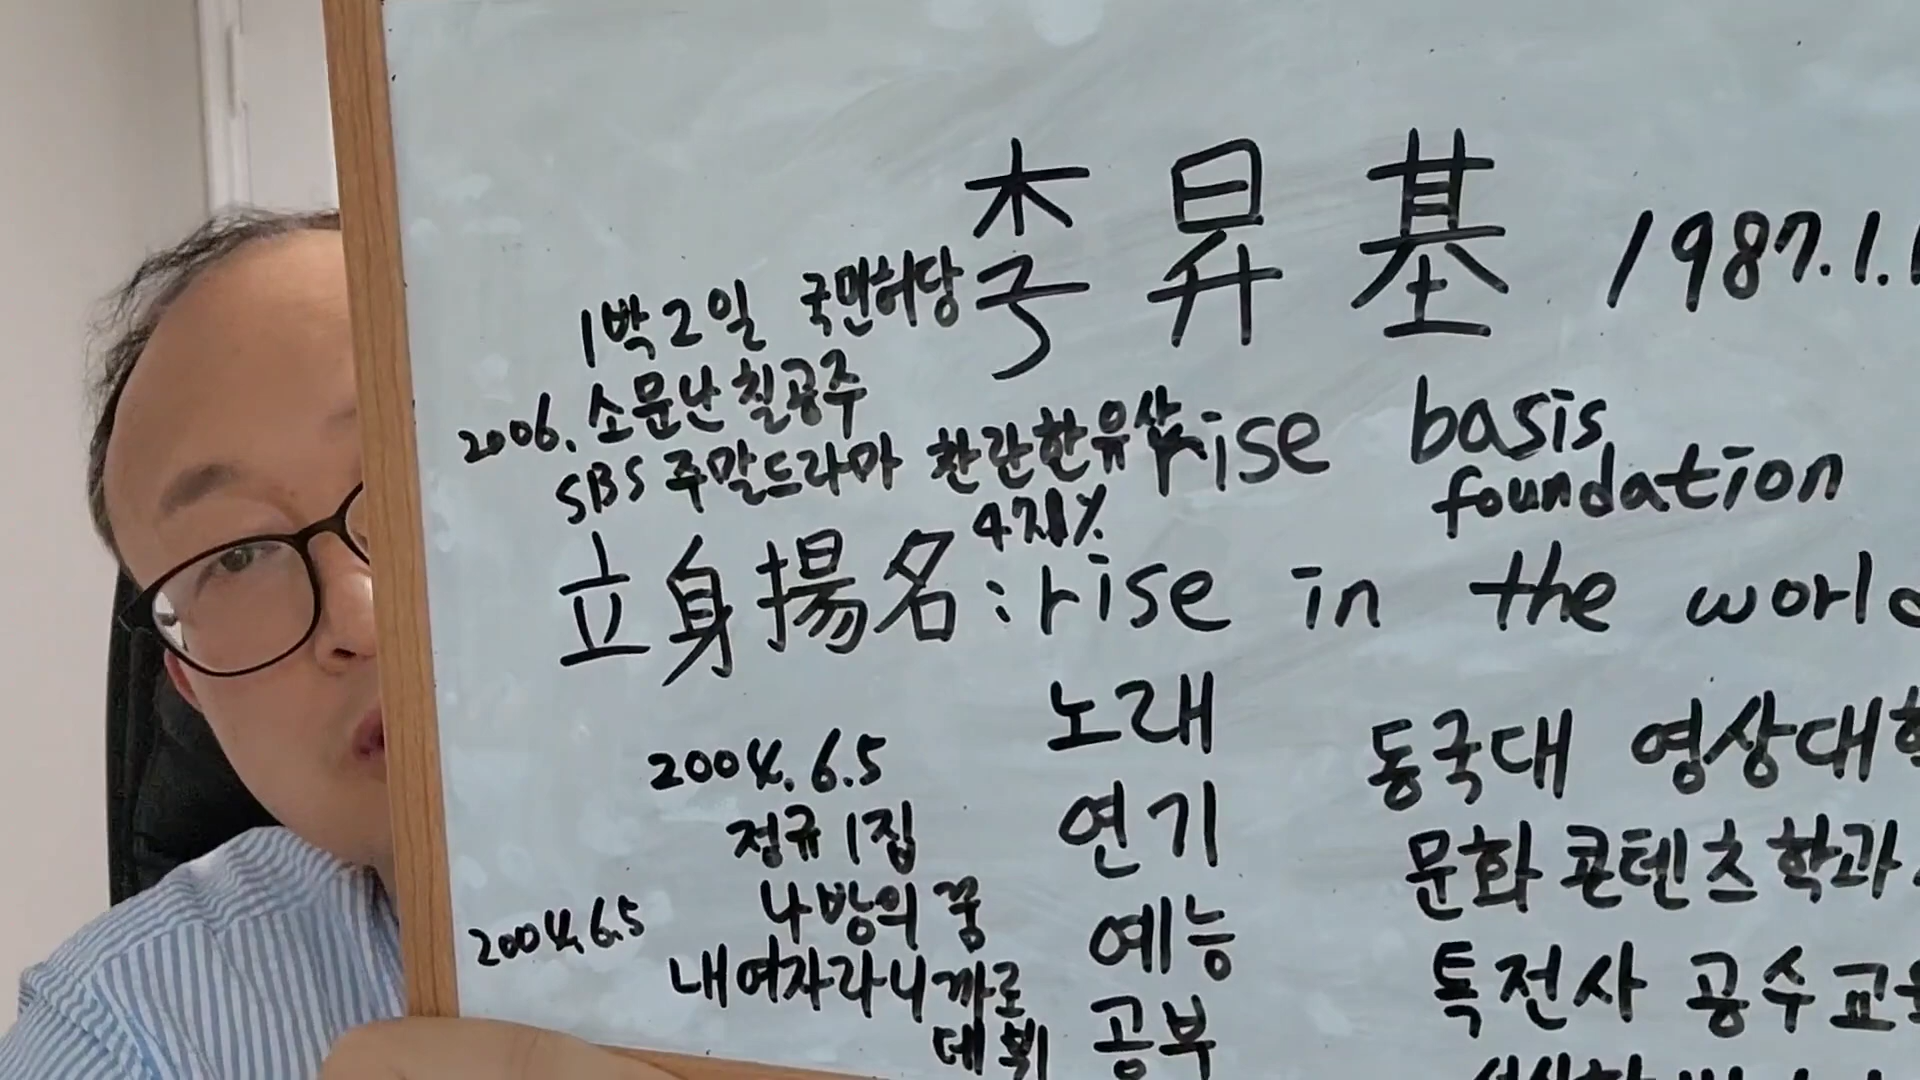 李昇基 1987.1.1
1박2일 국민허당
2006. 소문난칠공주
SBS 주말드라마 찬란한유산
47.1%
rise basis
foundation
立身揚名:rise in the world
노래
연기
예능
공부
2004.6.5
정규1집
나방의 꿈
2004.6.5
내여자라니까로
데뷔
동국대 영상대학
문화콘텐츠학과
특전사 공수교육